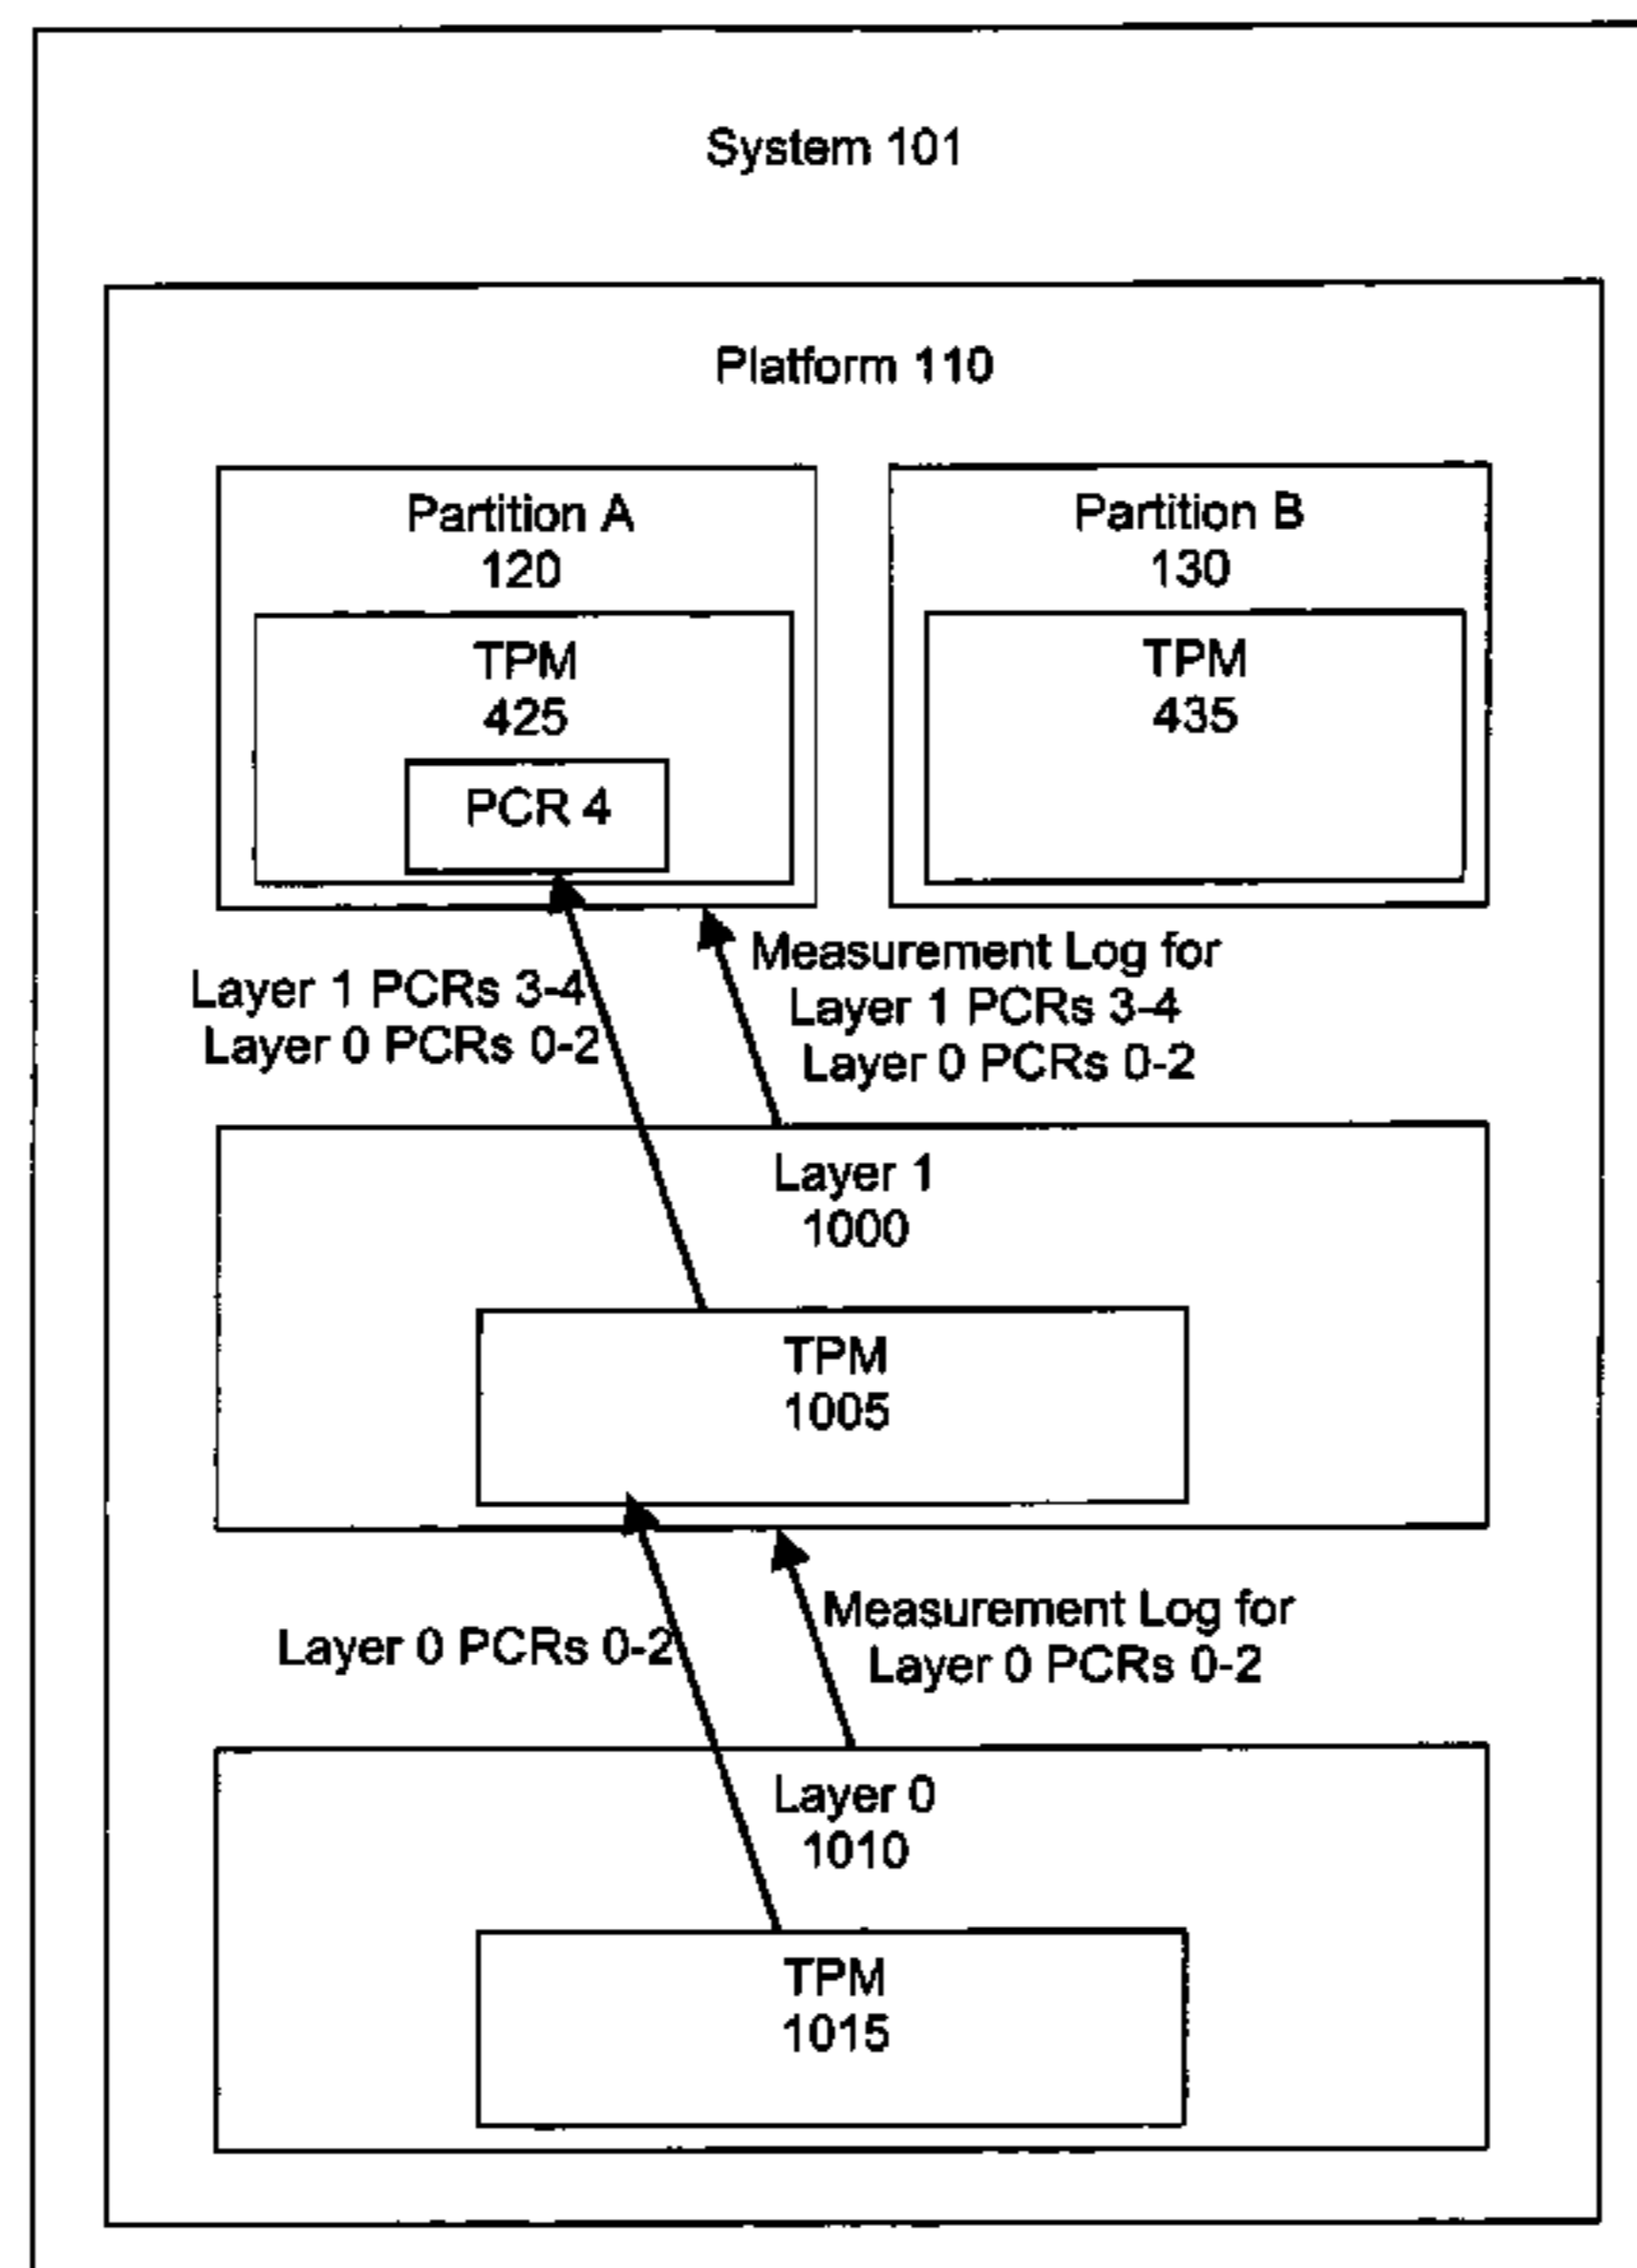 System 101
Platform 110
Partition A
120
TPM
425
PCR 4
Partition B
130
TPM
435
Layer 1 PCRs 3-4
Layer 0 PCRs 0-2
Measurement Log for
Layer 1 PCRs 3-4
Layer 0 PCRs 0-2
Layer 1
1000
TPM
1005
Layer 0 PCRs 0-2
Measurement Log for
Layer 0 PCRs 0-2
Layer 0
1010
TPM
1015